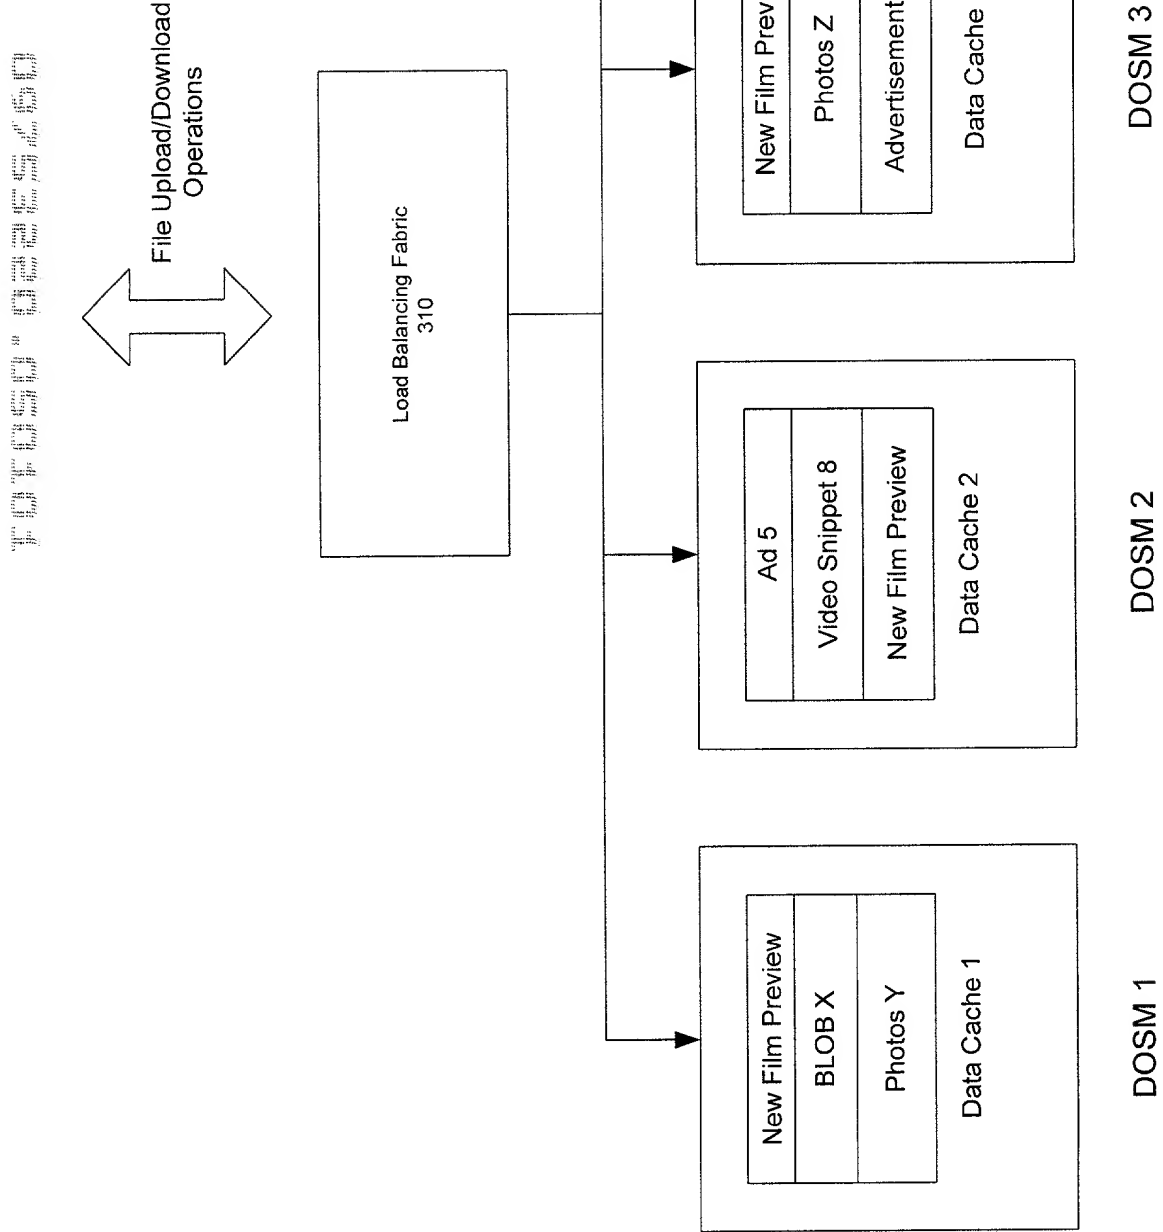 File Upload/Download
Operations
Load Balancing Fabric
310
New Film Preview
BLOB X
Photos Y
Data Cache 1
DOSM 1
Ad 5
Video Snippet 8
New Film Preview
Data Cache 2
DOSM 2
New Film Prev
Photos Z
Advertisement
Data Cache
DOSM 3